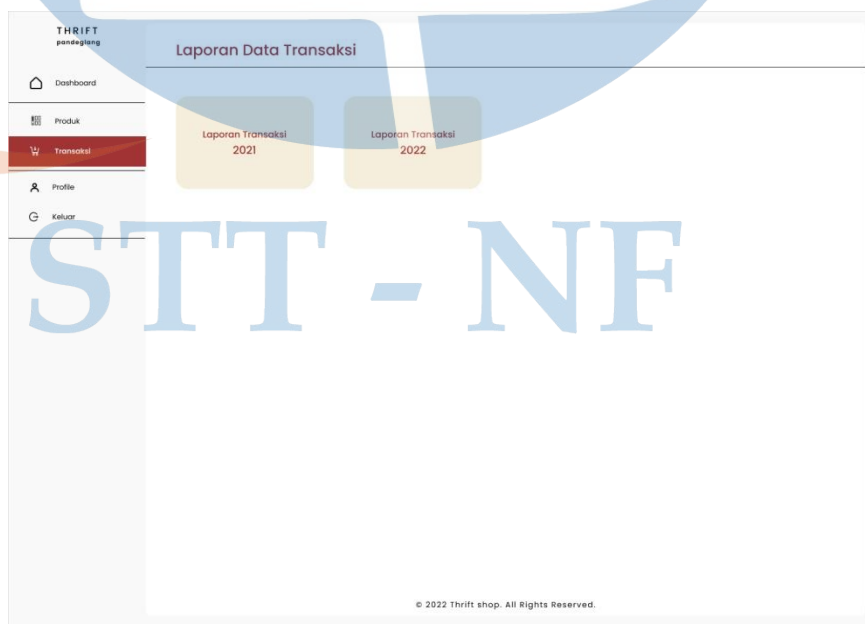 THRIFT
pandeglang
Dashboard
Produk
Transaksi
Profile
Keluar
Laporan Data Transaksi
Laporan Transaksi
2021
Laporan Transaksi
2022
STT - NF
© 2022 Thrift shop. All Rights Reserved.